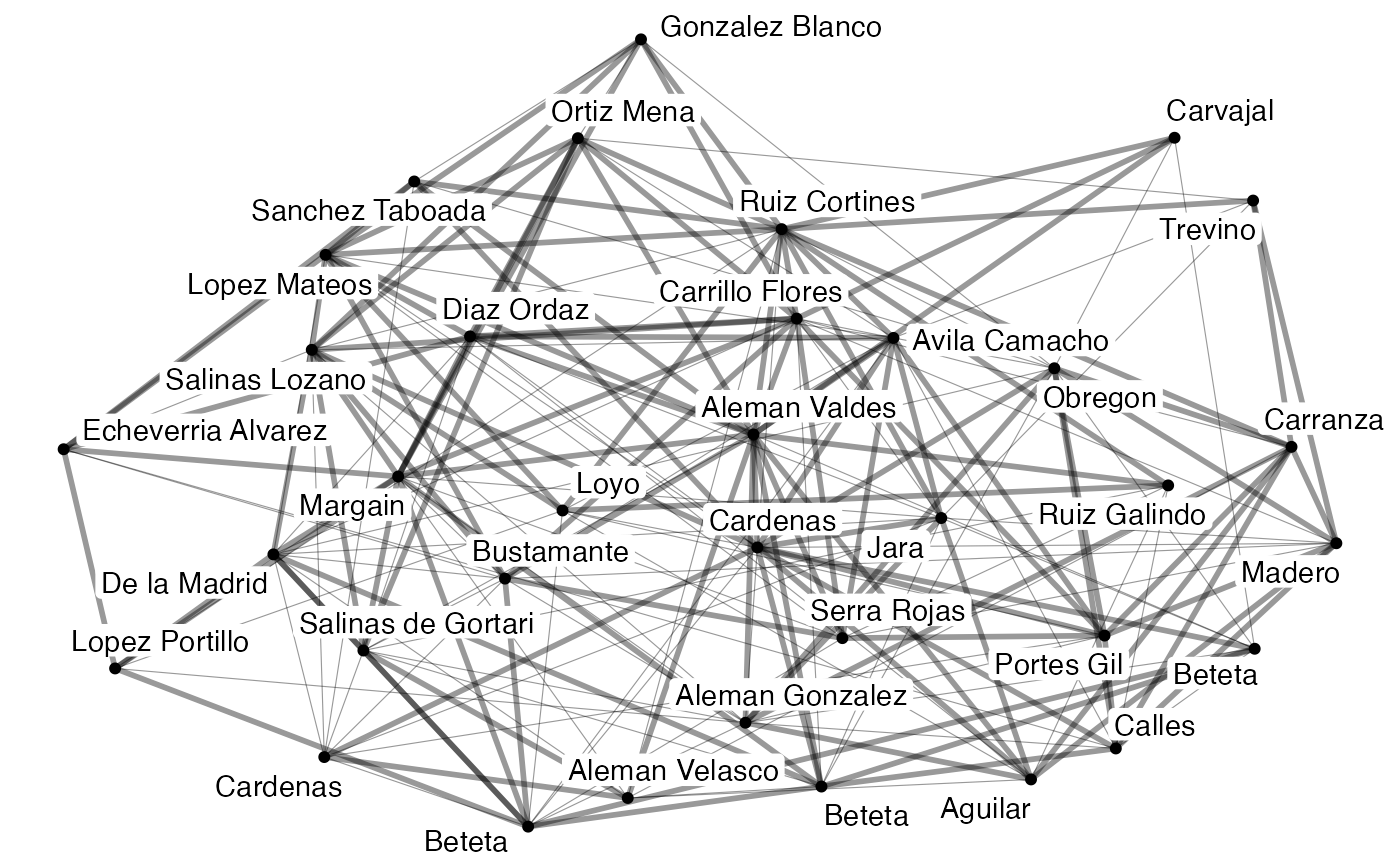 Gonzalez Blanco
Ortiz Mena
Carvajal
Sanchez Taboada
Ruiz Cortines
Trevino
Lopez Mateos
Carrillo Flores
Diaz Ordaz
Avila Camacho
Salinas Lozano
Obregon
Aleman Valdes
Carranza
Echeverria Alvarez
Loyo
Margain
Ruiz Galindo
Cardenas
Jara
Bustamante
Madero
De la Madrid
Serra Rojas
Salinas de Gortari
Lopez Portillo
Portes Gil
Beteta
Aleman Gonzalez
Calles
Aleman Velasco
Cardenas
Aguilar
Beteta
Beteta